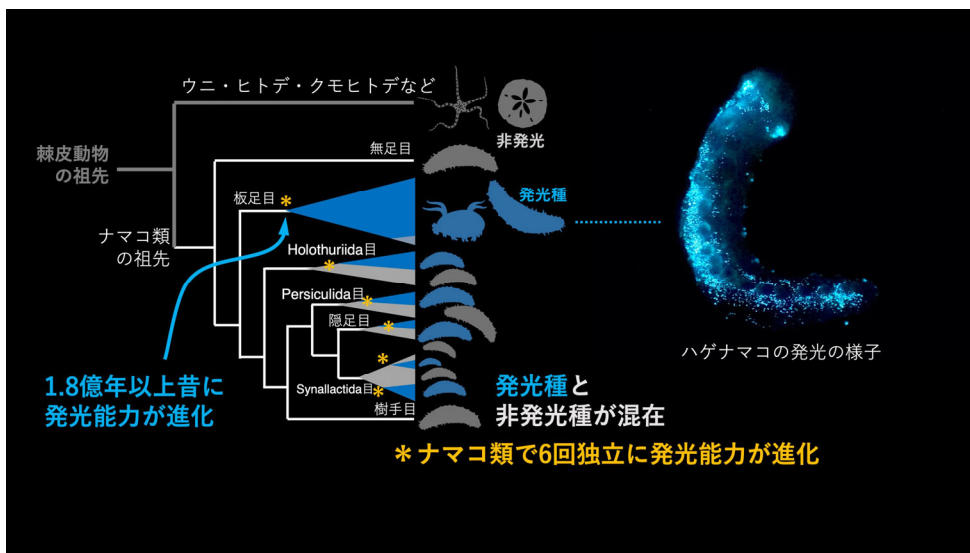 ウニ・ヒトデ・クモヒトデなど
非発光
棘皮動物
の祖先
無足目
板足目
*
発光種
ナマコ類
の祖先
Holothuriida目
*
Persiculida目
*
隠足目
*
*
Synallactida目
*
樹手目
ハゲナマコの発光の様子
1.8億年以上昔に
発光能力が進化
発光種と
非発光種が混在
*ナマコ類で6回独立に発光能力が進化